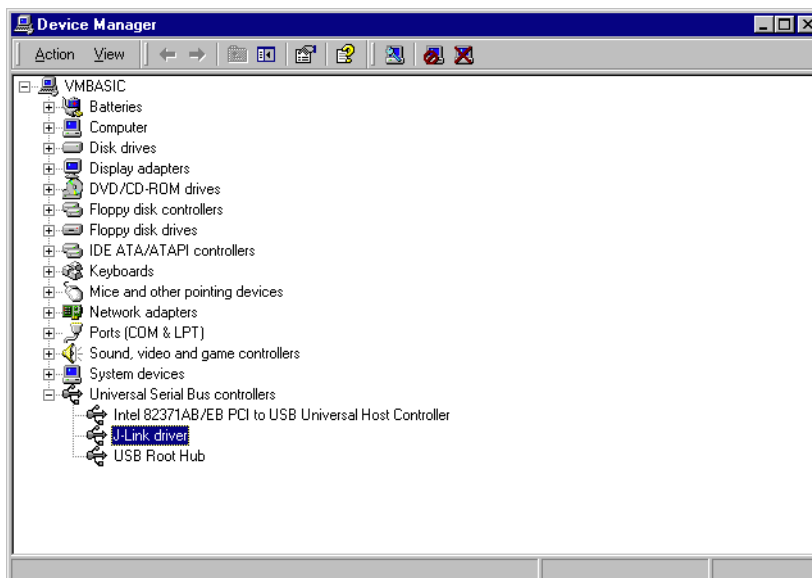 Device Manager
Action View
VMBASIC
Batteries
Computer
Disk drives
Display adapters
DVD/CD-ROM drives
Floppy disk controllers
Floppy disk drives
IDE ATA/ATAPI controllers
Keyboards
Mice and other pointing devices
Network adapters
Ports (COM & LPT)
Sound, video and game controllers
System devices
Universal Serial Bus controllers
Intel 82371AB/EB PCI to USB Universal Host Controller
J-Link driver
USB Root Hub